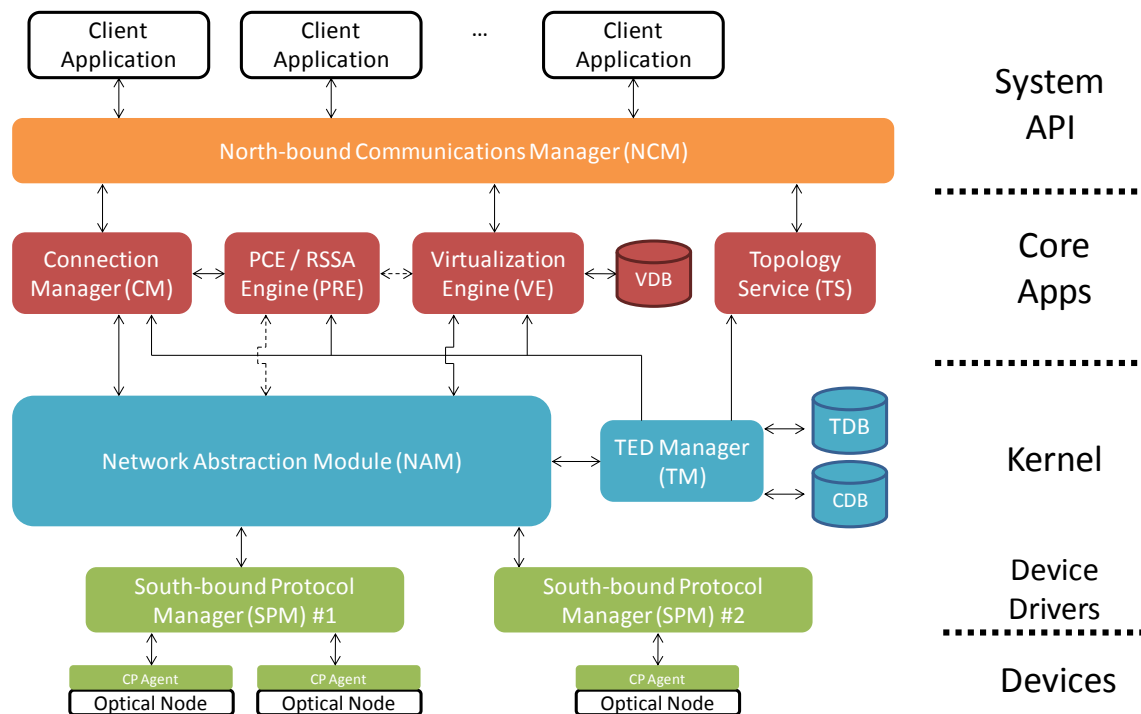 Client
Application
Client
Application
...
Client
Application
System
API
North-bound Communications Manager (NCM)
Connection
Manager (CM)
PCE / RSSA
Engine (PRE)
Virtualization
Engine (VE)
VDB
Topology
Service (TS)
Core
Apps
Network Abstraction Module (NAM)
TED Manager
(TM)
TDB
CDB
Kernel
South-bound Protocol
Manager (SPM) #1
South-bound Protocol
Manager (SPM) #2
Device
Drivers
CP Agent
Optical Node
CP Agent
Optical Node
CP Agent
Optical Node
Devices